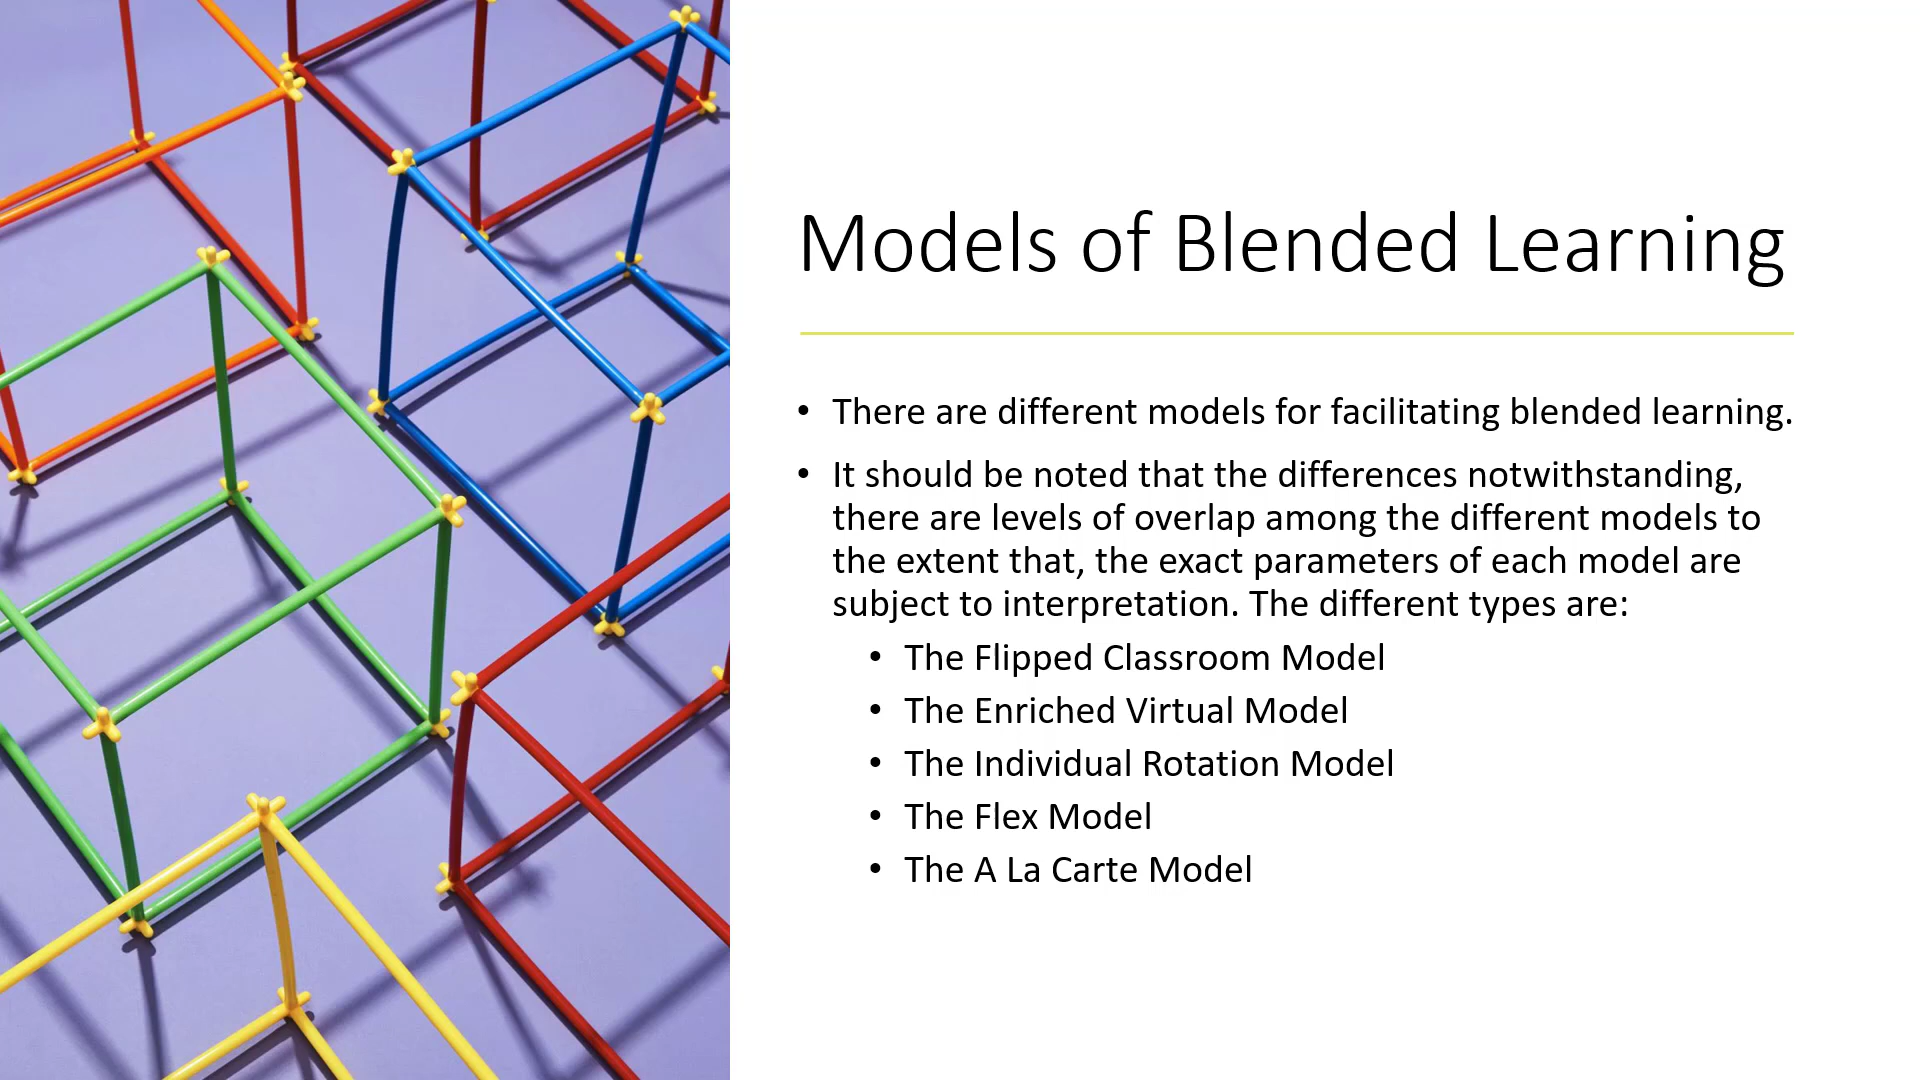 Models of Blended Learning
• There are different models for facilitating blended learning.
• It should be noted that the differences notwithstanding,
there are levels of overlap among the different models to
the extent that, the exact parameters of each model are
subject to interpretation. The different types are:
• The Flipped Classroom Model
• The Enriched Virtual Model
• The Individual Rotation Model
• The Flex Model
• The A La Carte Model